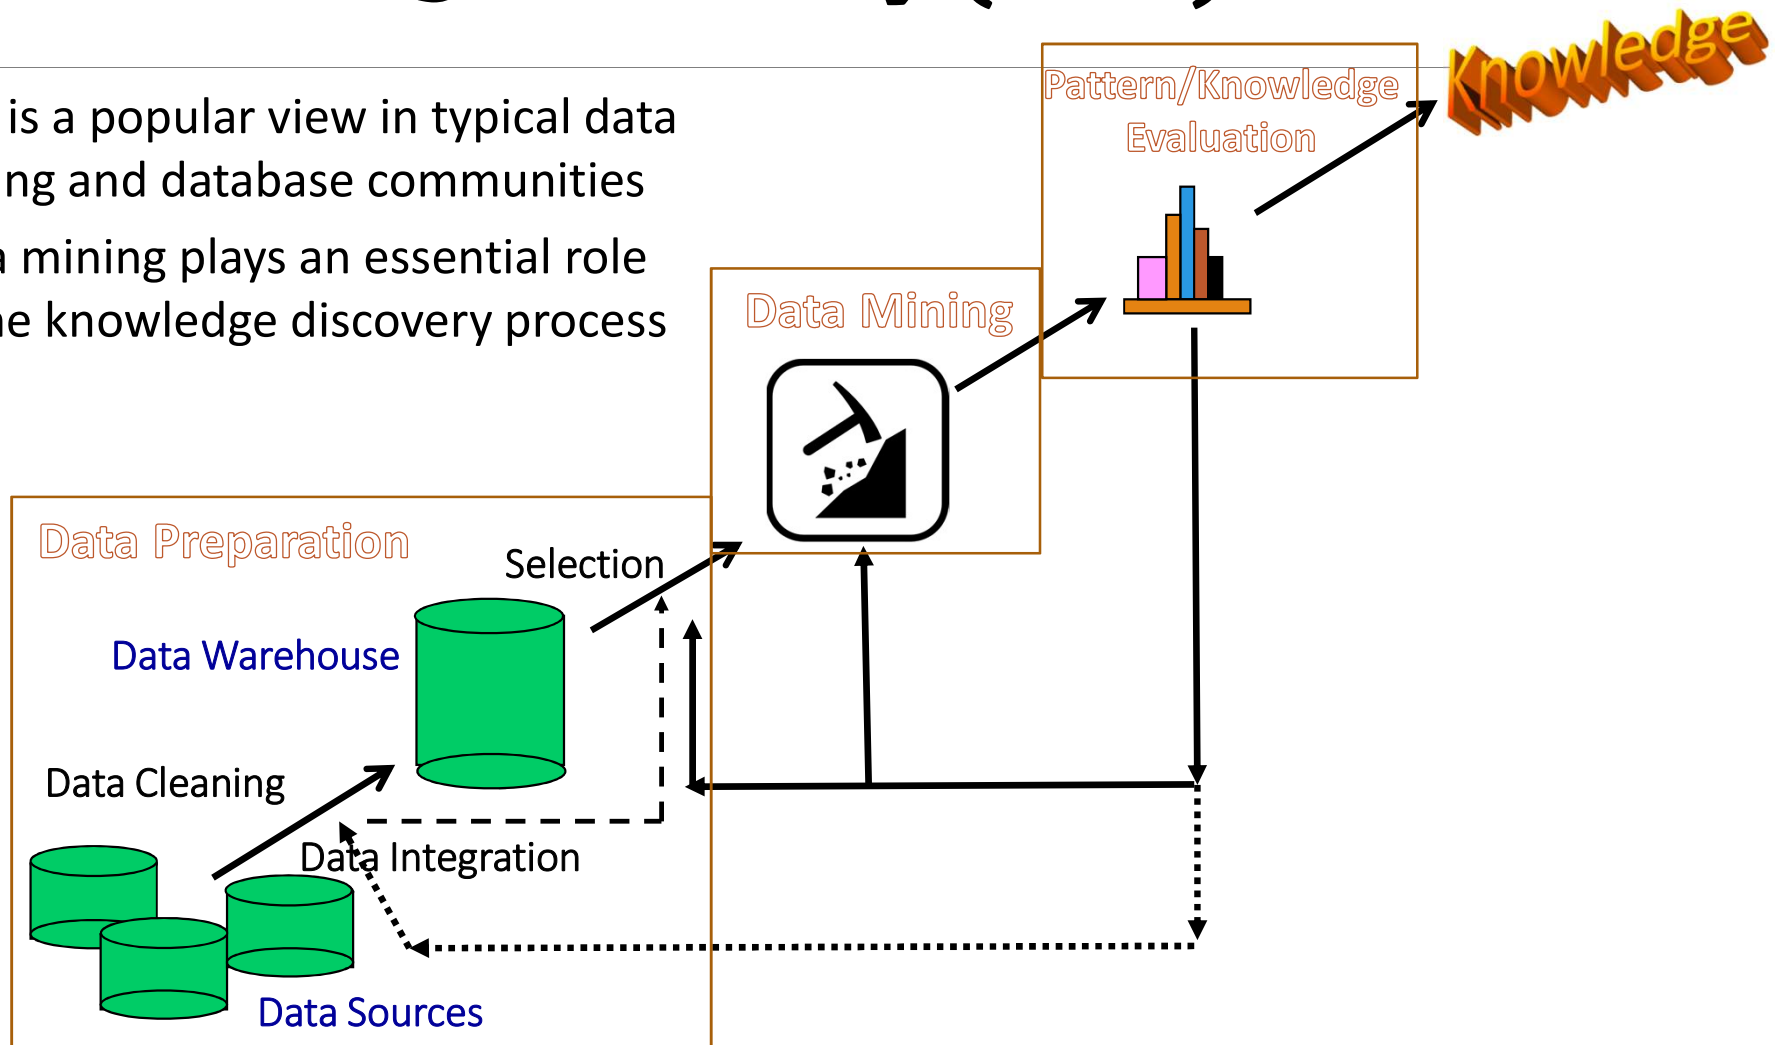 is a popular view in typical data
ng and database communities
mining plays an essential role
knowledge discovery process
Pattern/Knowledge
Evaluation
Knowledge
Data Mining
Data Preparation
Selection
Data Warehouse
Data Cleaning
Data Integration
Data Sources